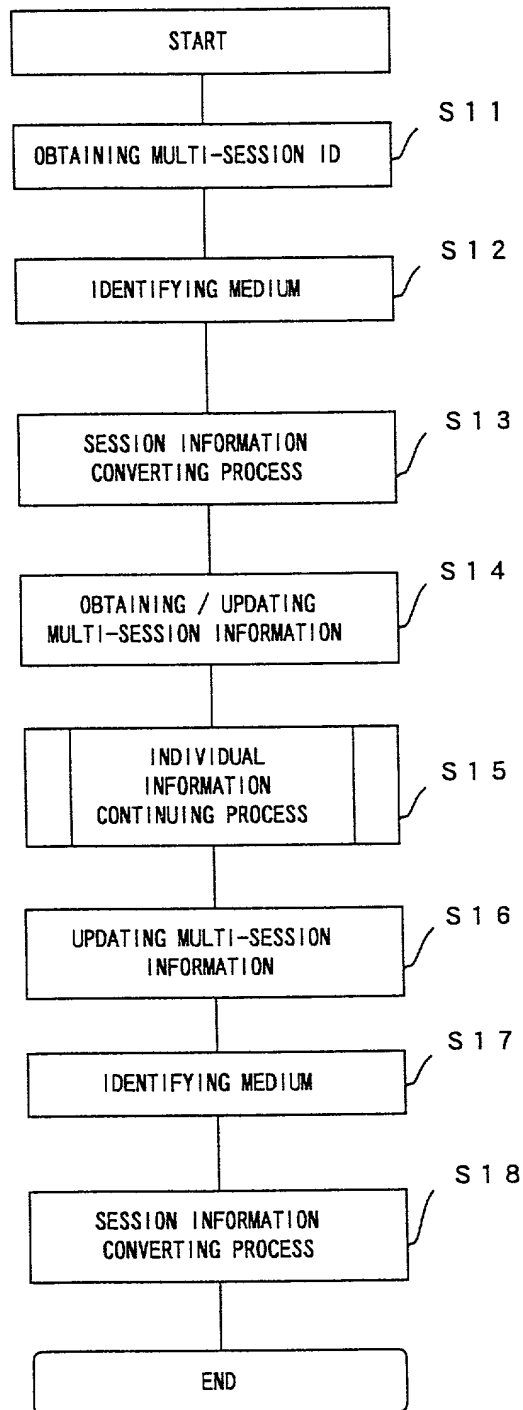 START
S11
OBTAINING MULTI-SESSION ID
S12
IDENTIFYING MEDIUM
S13
SESSION INFORMATION
CONVERTING PROCESS
S14
OBTAINING / UPDATING
MULTI-SESSION INFORMATION
INDIVIDUAL
INFORMATION
CONTINUING PROCESS
S15
UPDATING MULTI-SESSION
INFORMATION
S16
IDENTIFYING MEDIUM
S17
SESSION INFORMATION
CONVERTING PROCESS
S18
END